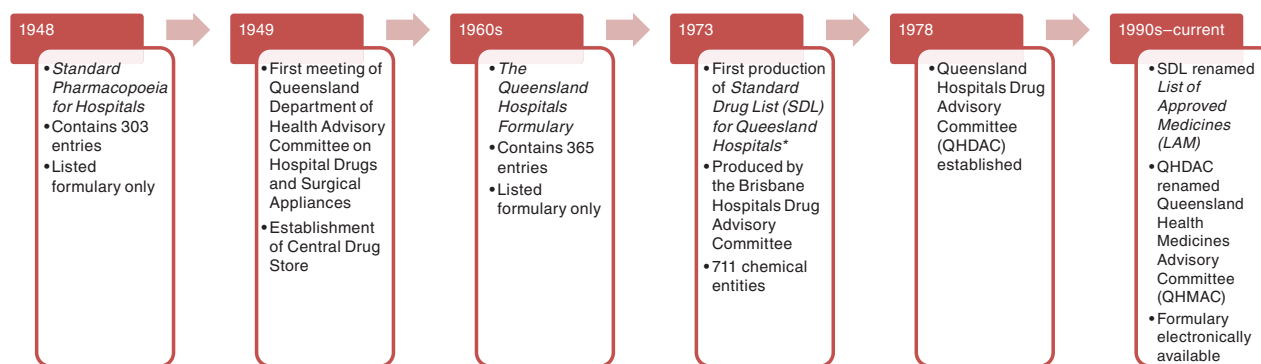 1948
•Standard
Pharmacopoeia
for Hospitals
•Contains 303
entries
•Listed
formulary only
1949
•First meeting of
Queensland
Department of
Health Advisory
Committee on
Hospital Drugs
and Surgical
Appliances
•Establishment
of Central Drug
Store
1960s
•The
Queensland
Hospitals
Formulary
•Contains 365
entries
•Listed
formulary only
1973
•First production
of Standard
Drug List (SDL)
for Queesland
Hospitals*
•Produced by
the Brisbane
Hospitals Drug
Advisory
Committee
•711 chemical
entities
1978
•Queensland
Hospitals Drug
Advisory
Committee
(QHDAC)
established
1990s–current
•SDL renamed
List of
Approved
Medicines
(LAM)
•QHDAC
renamed
Queensland
Health
Medicines
Advisory
Committee
(QHMAC)
•Formulary
electronically
available